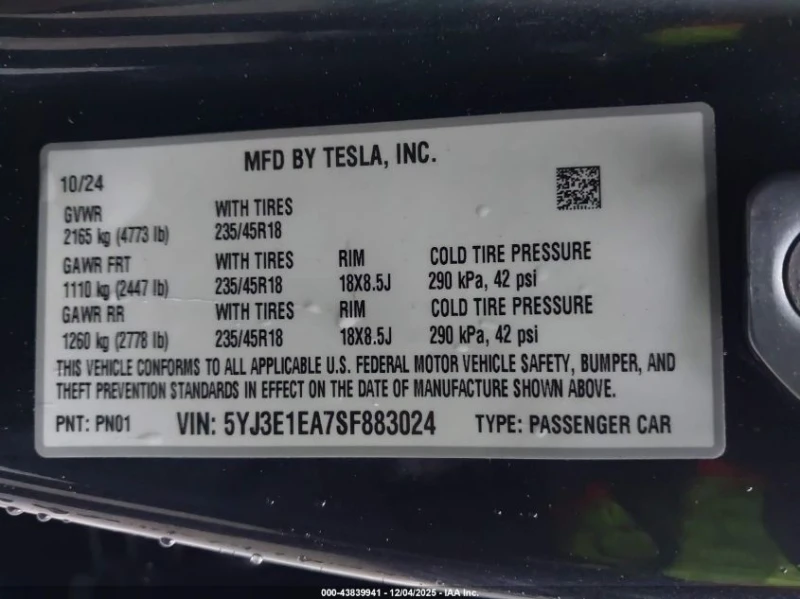 MFD BY TESLA, INC.
10/24
GVWR WITH TIRES
2165 kg (4773 lb) 235/45R18
GAWR FRT WITH TIRES RIM COLD TIRE PRESSURE
1110 kg (2447 lb) 235/45R18 18X8.5J 290 kPa, 42 psi
GAWR RR WITH TIRES RIM COLD TIRE PRESSURE
1260 kg (2778 lb) 235/45R18 18X8.5J 290 kPa, 42 psi
THIS VEHICLE CONFORMS TO ALL APPLICABLE U.S. FEDERAL MOTOR VEHICLE SAFETY, BUMPER, AND
THEFT PREVENTION STANDARDS IN EFFECT ON THE DATE OF MANUFACTURE SHOWN ABOVE.
PNT: PN01 VIN: 5YJ3E1EA7SF883024 TYPE: PASSENGER CAR
000-43839941 - 12/04/2025 - IAA Inc.